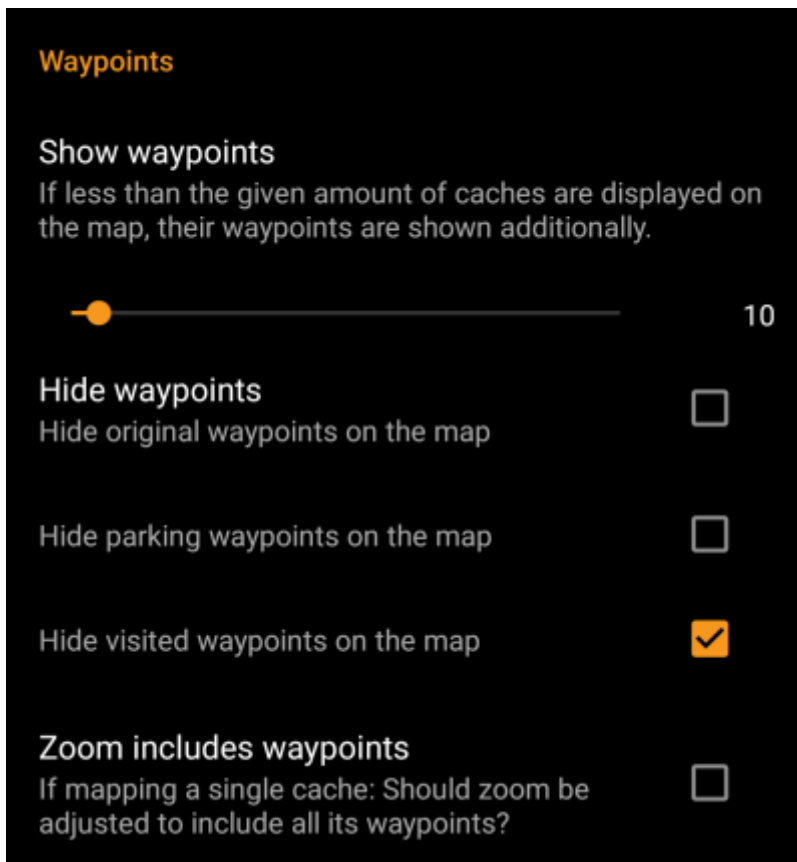 Waypoints
Show waypoints
If less than the given amount of caches are displayed on
the map, their waypoints are shown additionally.
10
Hide waypoints
Hide original waypoints on the map
Hide parking waypoints on the map
Hide visited waypoints on the map
Zoom includes waypoints
If mapping a single cache: Should zoom be
adjusted to include all its waypoints?